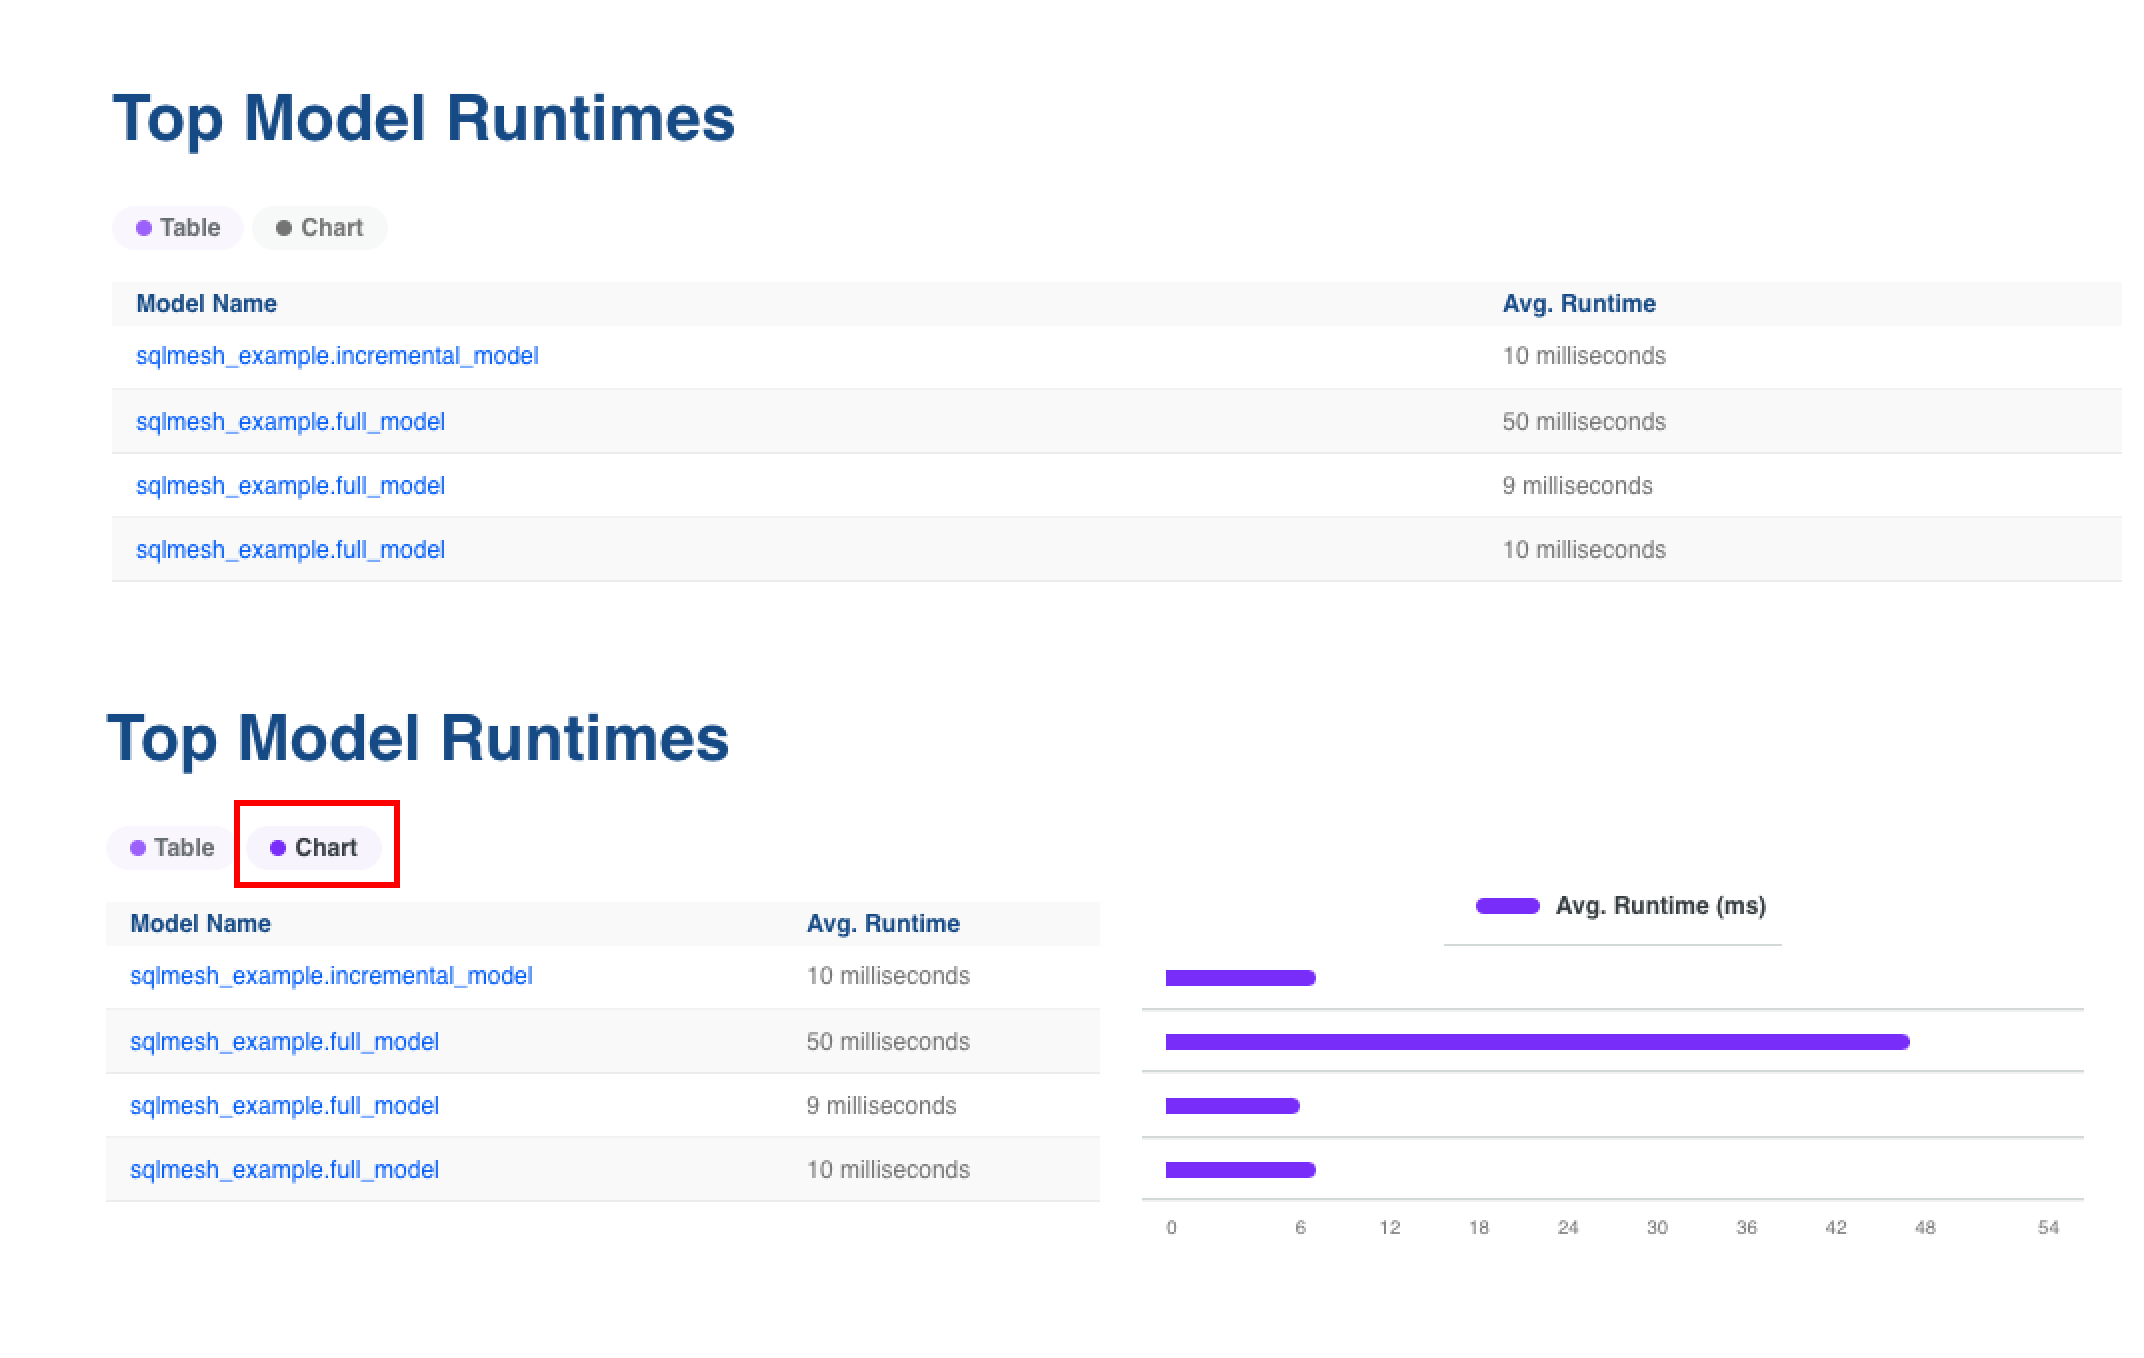 Top Model Runtimes
Table Chart
Model Name Avg. Runtime
sqlmesh_example.incremental_model 10 milliseconds
sqlmesh_example.full_model 50 milliseconds
sqlmesh_example.full_model 9 milliseconds
sqlmesh_example.full_model 10 milliseconds
Top Model Runtimes
Table Chart
Avg. Runtime (ms)
Model Name Avg. Runtime
sqlmesh_example.incremental_model 10 milliseconds
sqlmesh_example.full_model 50 milliseconds
sqlmesh_example.full_model 9 milliseconds
sqlmesh_example.full_model 10 milliseconds
0 6 12 18 24 30 36 42 48 54